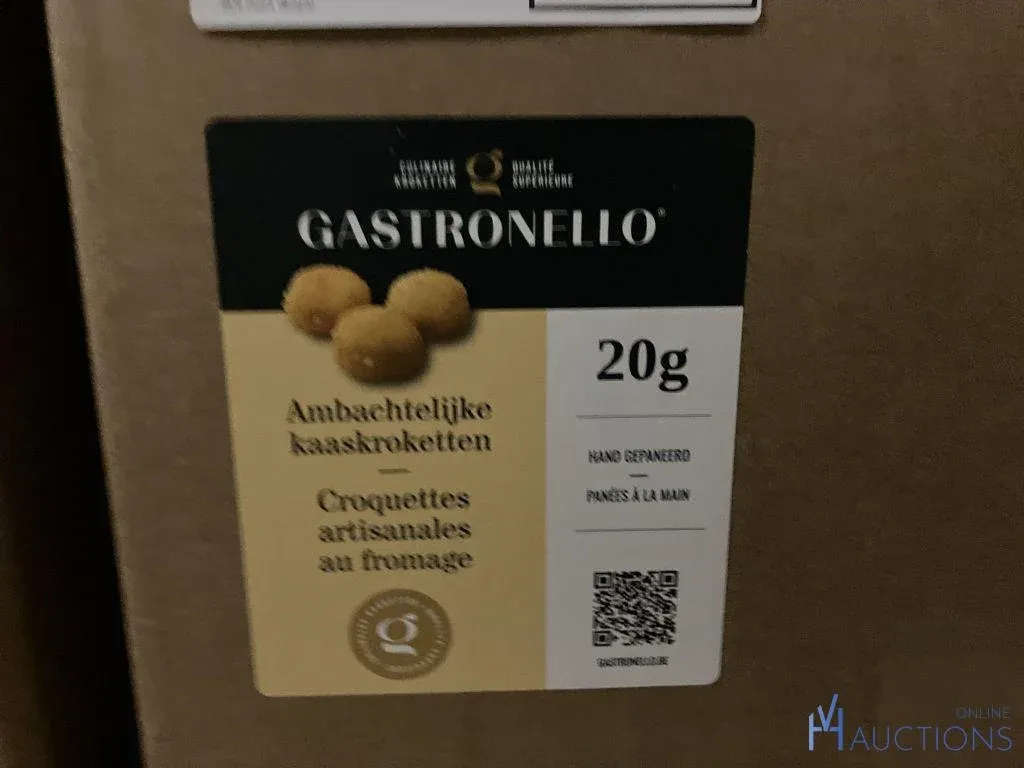 CULINAIRE KROKETTEN
QUALITÉ SUPÉRIEURE
GASTRONELLO®
Ambachtelijke
kaaskroketten
Croquettes
artisanales
au fromage
20g
HAND GEPANEERD
PANÉES À LA MAIN
GASTRONELLO.BE
ONLINE
HVAUCTIONS